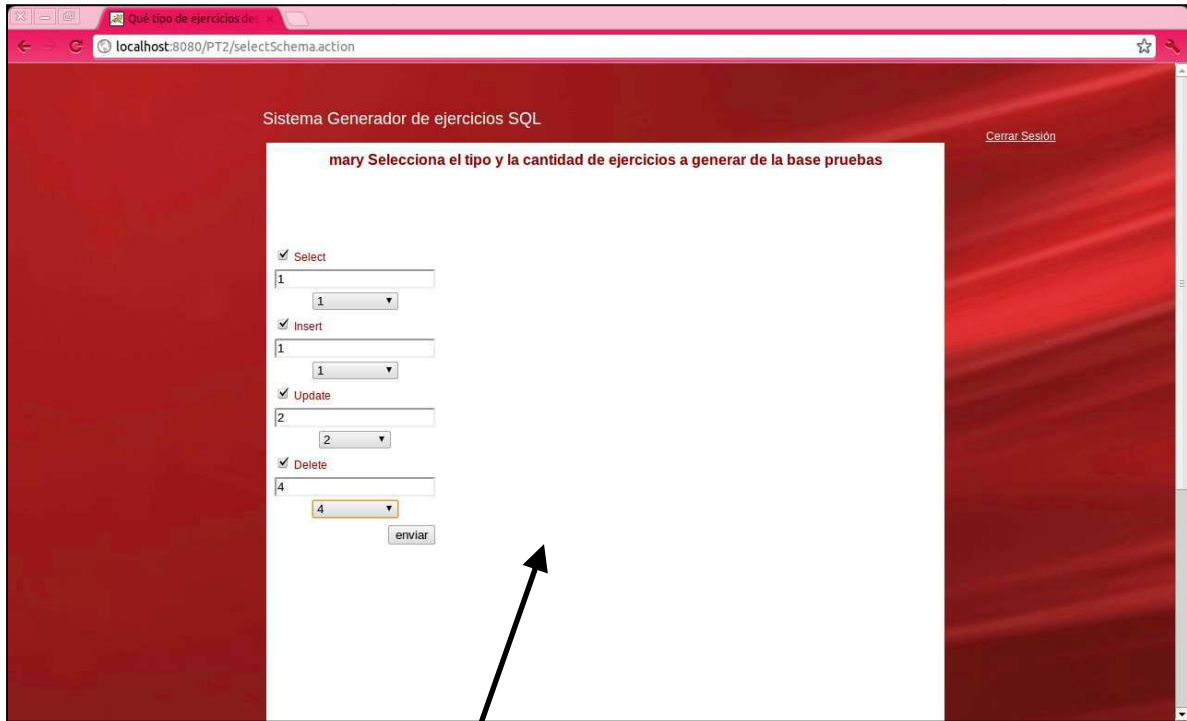 Qué tipo de ejercicios des
localhost:8080/PT2/selectSchema.action
Sistema Generador de ejercicios SQL
Cerrar Sesión
mary Selecciona el tipo y la cantidad de ejercicios a generar de la base pruebas
Select
1
1
Insert
1
1
Update
2
2
Delete
4
4
enviar